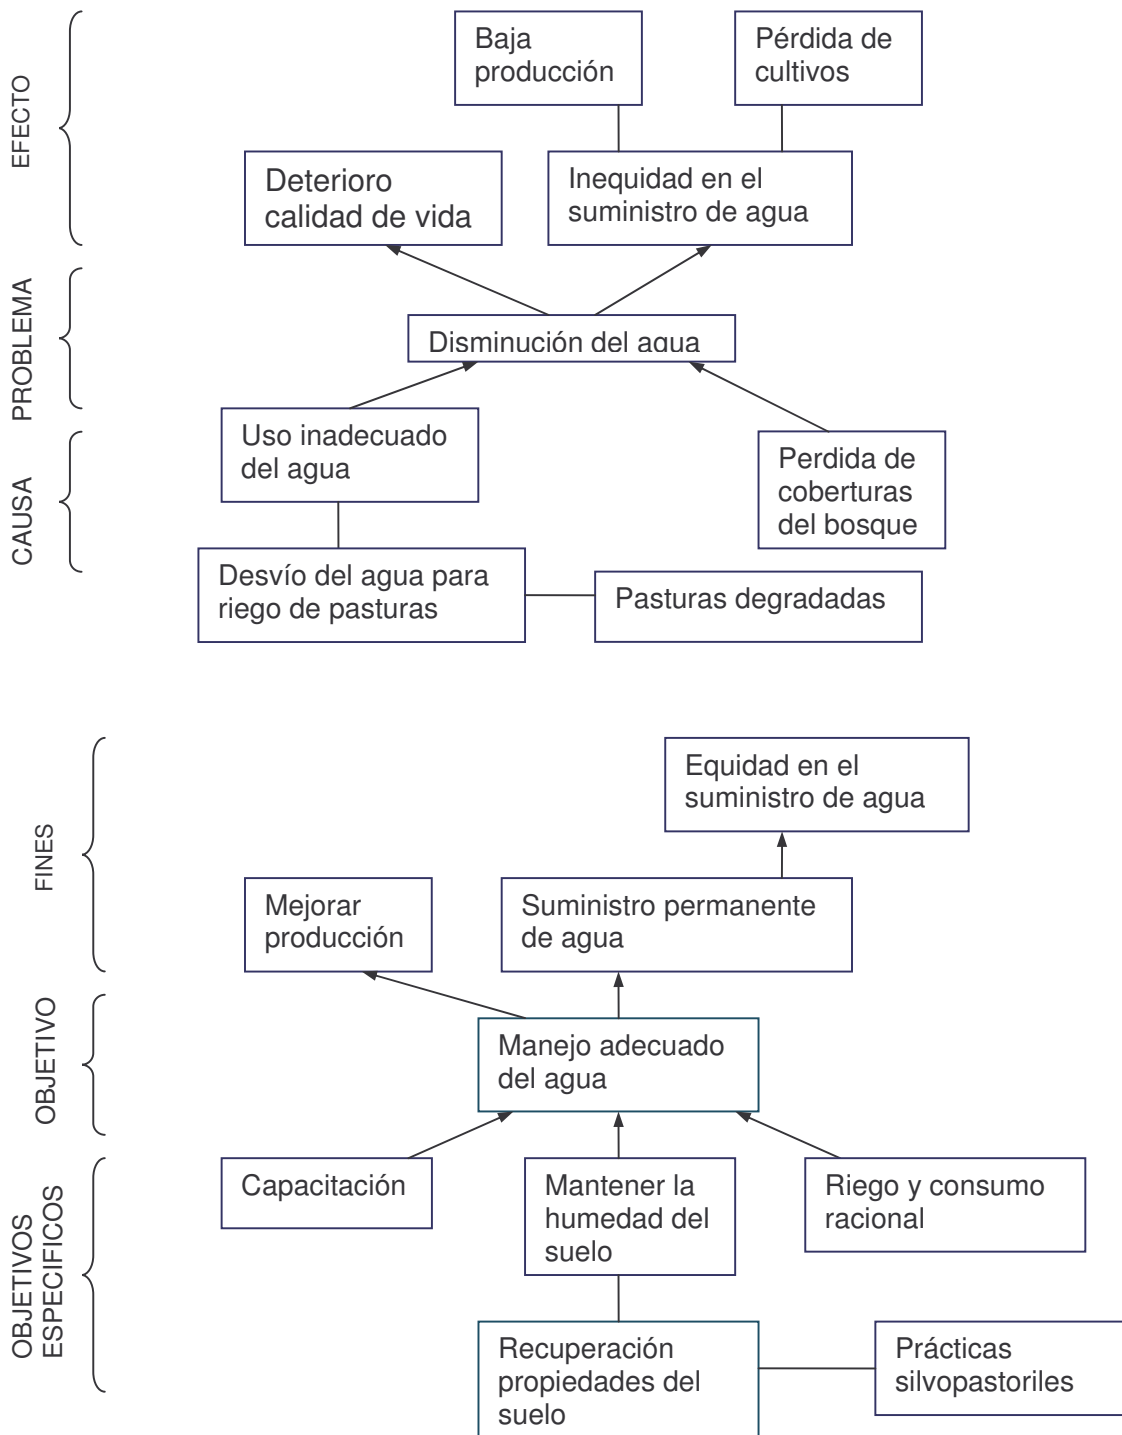 EFECTO
Baja
producción
Pérdida de
cultivos
Deterioro
calidad de vida
Inequidad en el
suministro de agua
PROBLEMA
Disminución del agua
CAUSA
Uso inadecuado
del agua
Perdida de
coberturas
del bosque
Desvío del agua para
riego de pasturas
Pasturas degradadas
FINES
Equidad en el
suministro de agua
Mejorar
producción
Suministro permanente
de agua
OBJETIVO
Manejo adecuado
del agua
OBJETIVOS
ESPECIFICOS
Capacitación
Mantener la
humedad del
suelo
Riego y consumo
racional
Recuperación
propiedades del
suelo
Prácticas
silvopastoriles